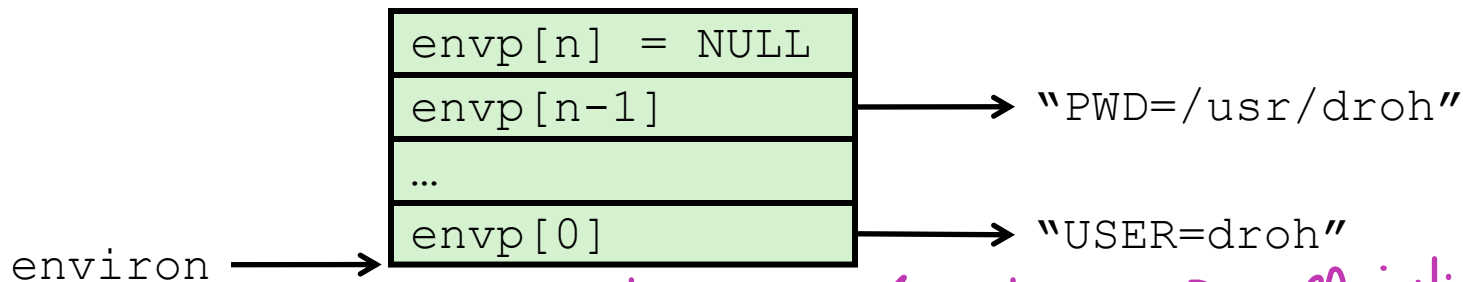 envp[n] = NULL
envp[n-1] "PWD=/usr/droh"
…
envp[0] "USER=droh"
environ